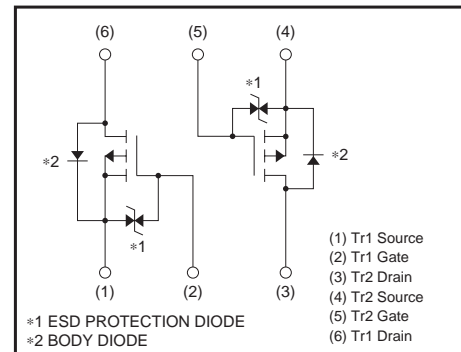 (6) (5) (4)
∗1
∗2
∗2
∗1
(1) (2) (3)
(1) Tr1 Source
(2) Tr1 Gate
(3) Tr2 Drain
(4) Tr2 Source
(5) Tr2 Gate
(6) Tr1 Drain
∗1 ESD PROTECTION DIODE
∗2 BODY DIODE